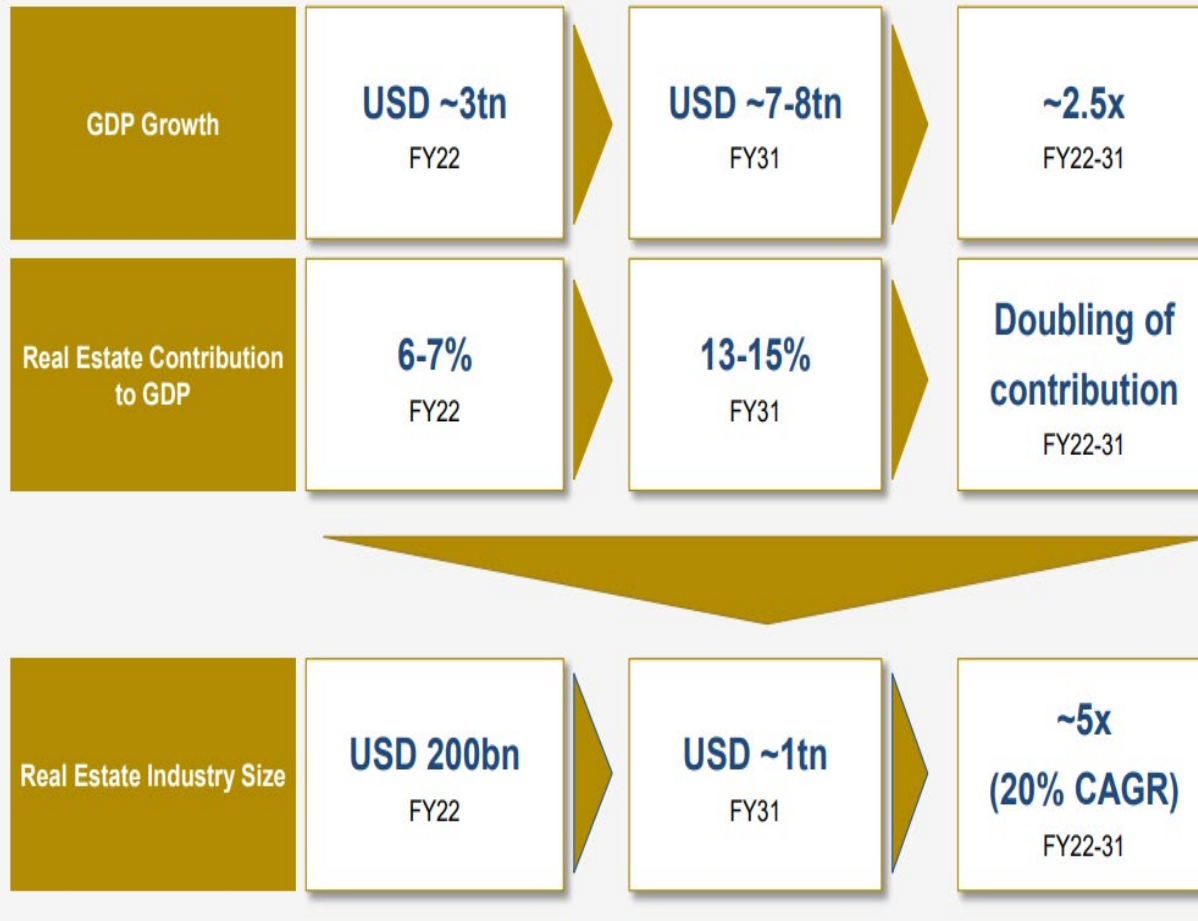 GDP Growth
USD ~3tn
FY22
USD ~7-8tn
FY31
~2.5x
FY22-31
Real Estate Contribution
to GDP
6-7%
FY22
13-15%
FY31
Doubling of
contribution
FY22-31
Real Estate Industry Size
USD 200bn
FY22
USD ~1tn
FY31
~5x
(20% CAGR)
FY22-31